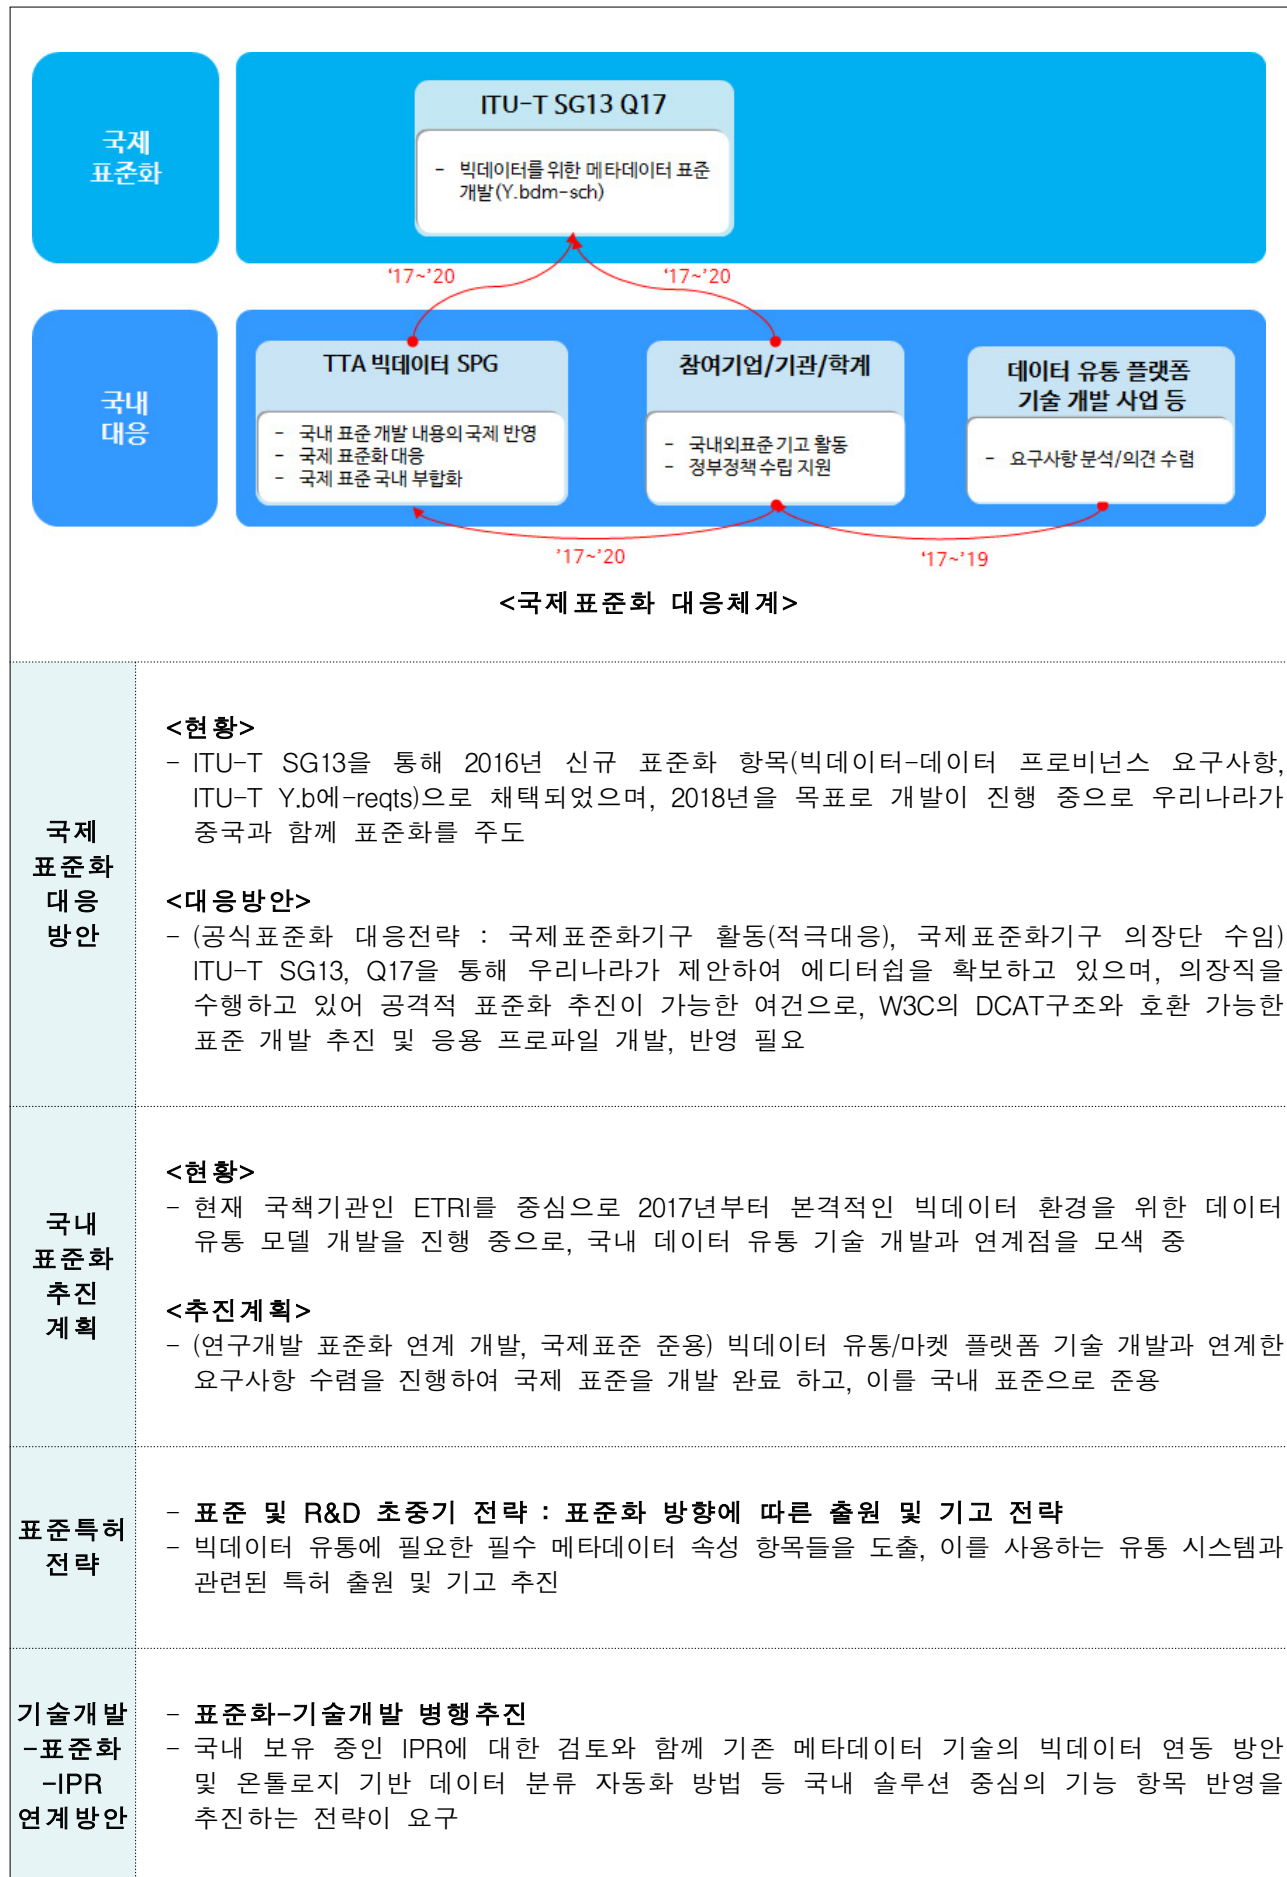 국제
표준화
ITU-T SG13 Q17
- 빅데이터를 위한 메타데이터 표준
개발(Y.bdm-sch)
‘17~’20
‘17~’20
국내
대응
TTA 빅데이터 SPG
- 국내 표준 개발 내용의 국제 반영
- 국제 표준화 대응
- 국제 표준 국내 부합화
참여기업/기관/학계
- 국내외표준 기고 활동
- 정부정책 수립 지원
데이터 유통 플랫폼
기술 개발 사업 등
- 요구사항 분석/의견 수렴
’17~’20
‘17~’19
<국제표준화 대응체계>
국제
표준화
대응
방안
<현황>
- ITU-T SG13을 통해 2016년 신규 표준화 항목(빅데이터-데이터 프로비넌스 요구사항,
ITU-T Y.b에-reqts)으로 채택되었으며, 2018년을 목표로 개발이 진행 중으로 우리나라가
중국과 함께 표준화를 주도
<대응방안>
- (공식표준화 대응전략 : 국제표준화기구 활동(적극대응), 국제표준화기구 의장단 수임)
ITU-T SG13, Q17을 통해 우리나라가 제안하여 에디터쉽을 확보하고 있으며, 의장직을
수행하고 있어 공격적 표준화 추진이 가능한 여건으로, W3C의 DCAT구조와 호환 가능한
표준 개발 추진 및 응용 프로파일 개발, 반영 필요
국내
표준화
추진
계획
<현황>
- 현재 국책기관인 ETRI를 중심으로 2017년부터 본격적인 빅데이터 환경을 위한 데이터
유통 모델 개발을 진행 중으로, 국내 데이터 유통 기술 개발과 연계점을 모색 중
<추진계획>
- (연구개발 표준화 연계 개발, 국제표준 준용) 빅데이터 유통/마켓 플랫폼 기술 개발과 연계한
요구사항 수렴을 진행하여 국제 표준을 개발 완료 하고, 이를 국내 표준으로 준용
표준특허
전략
- 표준 및 R&D 초중기 전략 : 표준화 방향에 따른 출원 및 기고 전략
- 빅데이터 유통에 필요한 필수 메타데이터 속성 항목들을 도출, 이를 사용하는 유통 시스템과
관련된 특허 출원 및 기고 추진
기술개발
-표준화
-IPR
연계방안
- 표준화-기술개발 병행추진
- 국내 보유 중인 IPR에 대한 검토와 함께 기존 메타데이터 기술의 빅데이터 연동 방안
및 온톨로지 기반 데이터 분류 자동화 방법 등 국내 솔루션 중심의 기능 항목 반영을
추진하는 전략이 요구